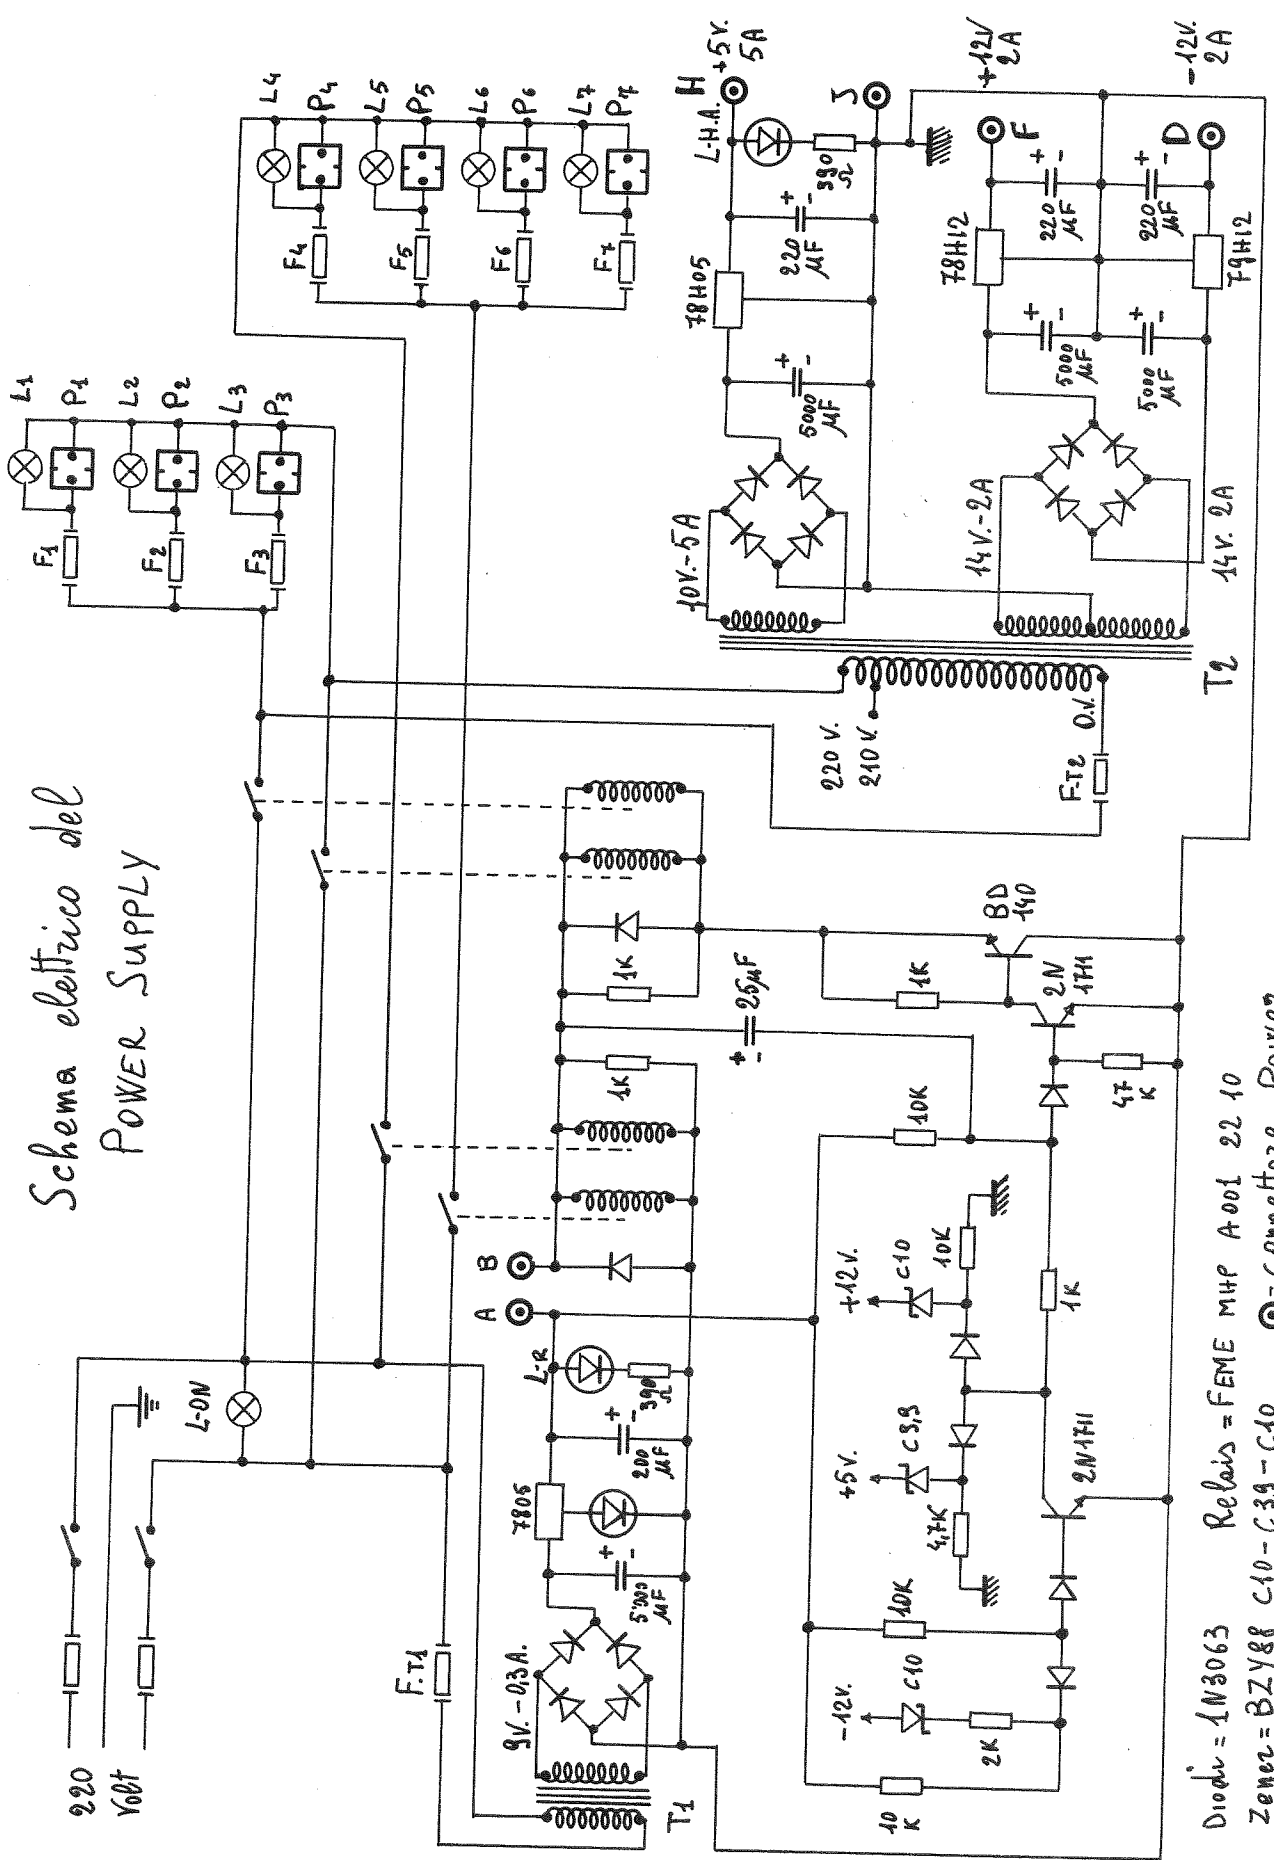 Schema elettrico del
POWER SUPPLY
220
Volt
L-ON
F.T1
T1
9V.-0,3A.
5000
µF
7805
200
µF
L-R
390
Ω
A
B
1K
1K
25µF
L1
P1
L2
P2
L3
P3
F1
F2
F3
L4
P4
L5
P5
L6
P6
L7
P7
F4
F5
F6
F7
220 V.
210 V.
0.V.
F-T2
T2
10V.-5A
5000
µF
78H05
220
µF
L-H.A.
390
Ω
H
+5V.
5A
J
14V.-2A
14V. 2A
5000
µF
5000
µF
78H12
79H12
220
µF
220
µF
F
+12V
2A
D
-12V.
2A
10
K
-12V.
C10
2K
10K
4,7K
+5V.
C3,9
2N1711
+12V.
C10
10K
1K
10K
47
K
2N
1711
1K
BD
140
Diodi = 1N3063
Relais = FEME MHP A001 22 10
Zener = BZY88 C10 - C3,9 - C10
= Connettore